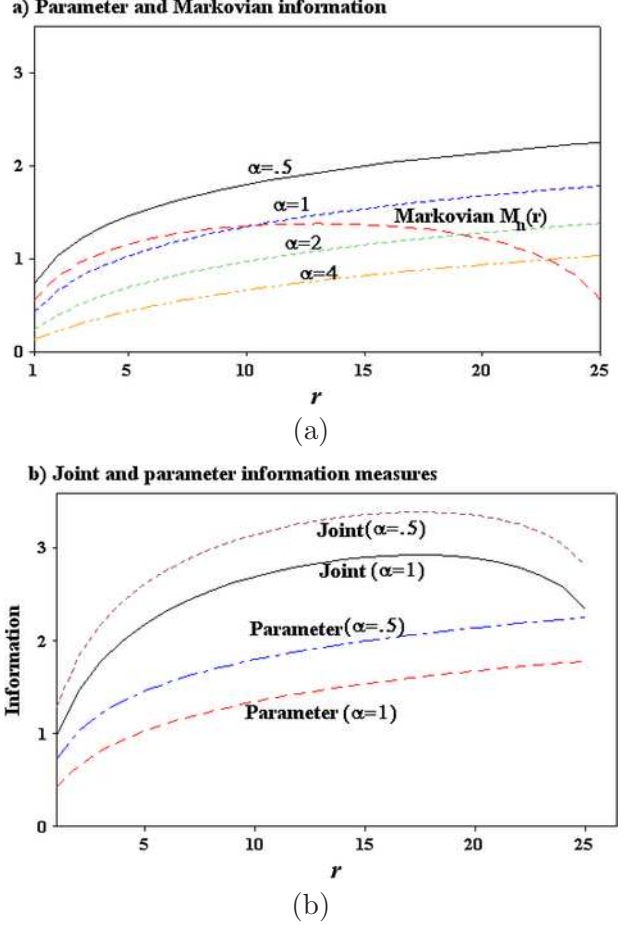 a) Parameter and Markovian information
3
2
1
0
α=.5
α=1
Markovian Mn(r)
α=2
α=4
1 5 10 15 20 25
r
(a)
b) Joint and parameter information measures
Information
3
2
1
0
Joint(α=.5)
Joint (α=1)
Parameter(α=.5)
Parameter (α=1)
5 10 15 20 25
r
(b)